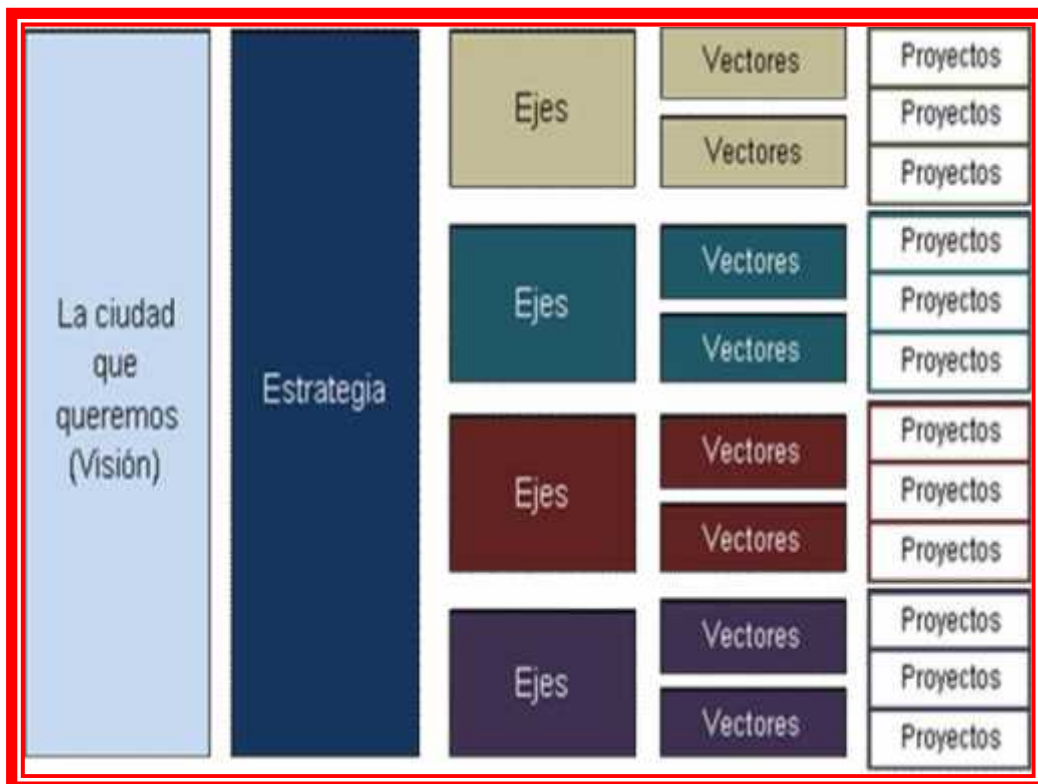 La ciudad
que
queremos
(Visión)
Estrategia
Ejes
Vectores
Vectores
Proyectos
Proyectos
Proyectos
Ejes
Vectores
Vectores
Proyectos
Proyectos
Proyectos
Ejes
Vectores
Vectores
Proyectos
Proyectos
Proyectos
Ejes
Vectores
Vectores
Proyectos
Proyectos
Proyectos